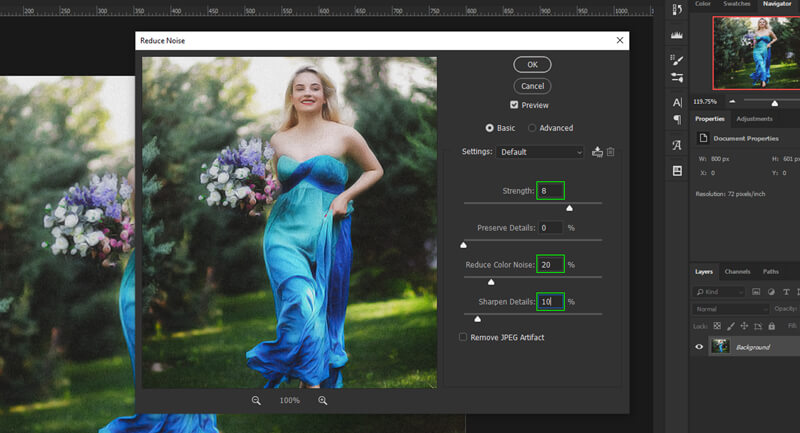 200 250 300 350 400 450 500 550 600 650 700 750 800 850 900 950 1000 1050
Reduce Noise
OK
Cancel
Preview
Basic Advanced
Settings: Default
Strength: 8
Preserve Details: 0 %
Reduce Color Noise: 20 %
Sharpen Details: 10 %
Remove JPEG Artifact
100%
Color Swatches Navigator
119.75%
Properties Adjustments
Document Properties
W: 800 px H: 601 px
X: 0 Y: 0
Resolution: 72 pixels/inch
Layers Channels Paths
Kind
Normal Opacity:
Lock: Fill:
Background